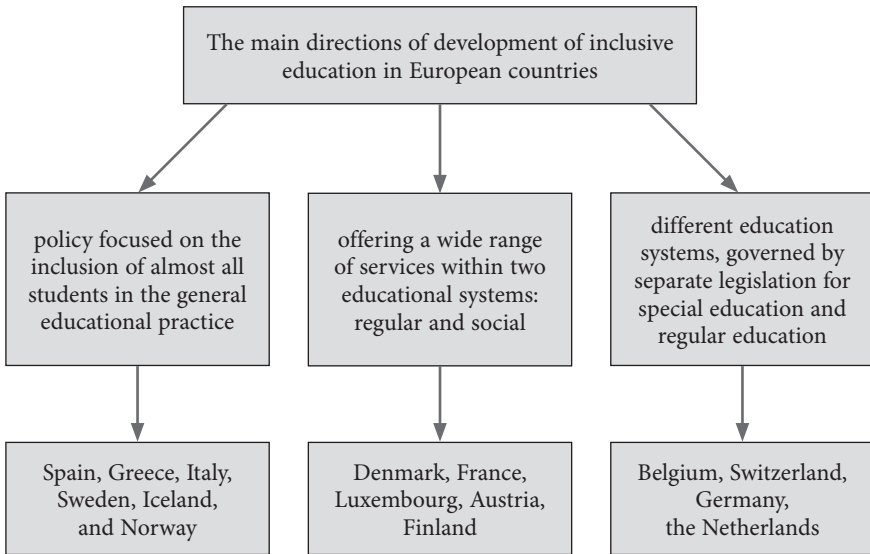 The main directions of development of inclusive
education in European countries
policy focused on the
inclusion of almost all
students in the general
educational practice
offering a wide range
of services within two
educational systems:
regular and social
different education
systems, governed by
separate legislation for
special education and
regular education
Spain, Greece, Italy,
Sweden, Iceland,
and Norway
Denmark, France,
Luxembourg, Austria,
Finland
Belgium, Switzerland,
Germany,
the Netherlands